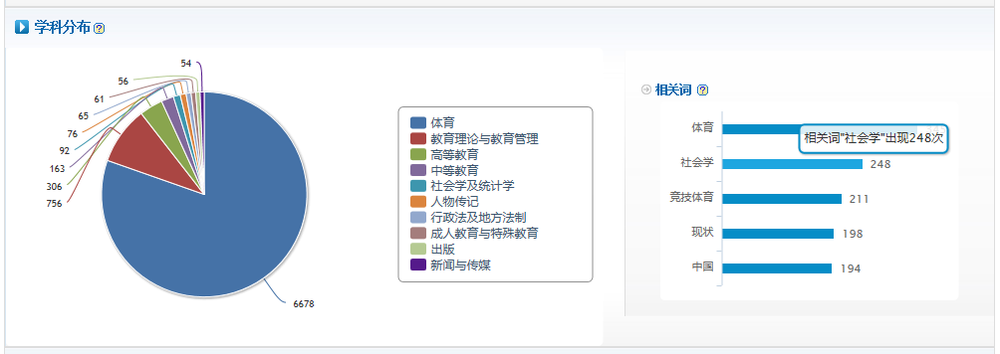 学科分布
54
56
61
65
76
92
163
306
756
6678
体育
教育理论与教育管理
高等教育
中等教育
社会学及统计学
人物传记
行政法及地方法制
成人教育与特殊教育
出版
新闻与传媒
相关词
体育
相关词"社会学"出现248次
社会学 248
竞技体育 211
现状 198
中国 194